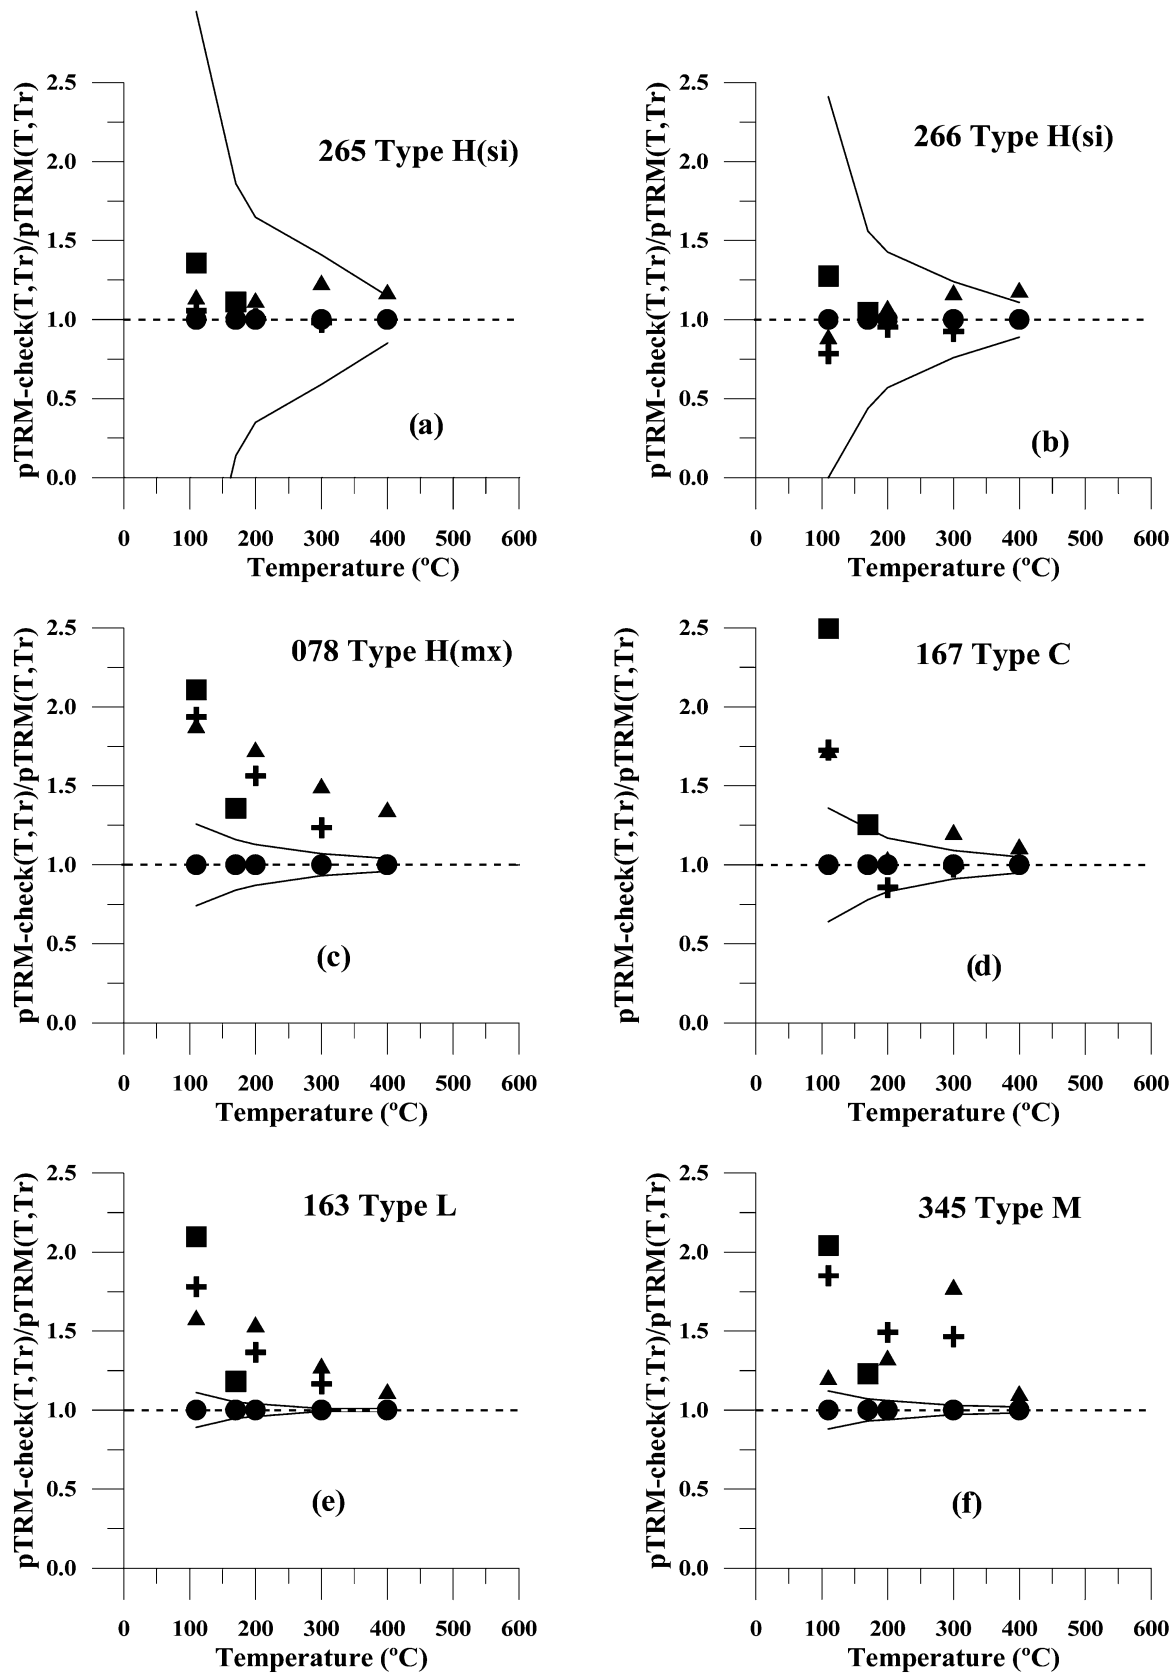 pTRM-check(T,Tr)/pTRM(T,Tr)
2.5
2.0
1.5
1.0
0.5
0.0
265 Type H(si)
(a)
0 100 200 300 400 500 600
Temperature (ºC)
pTRM-check(T,Tr)/pTRM(T,Tr)
2.5
2.0
1.5
1.0
0.5
0.0
266 Type H(si)
(b)
0 100 200 300 400 500 600
Temperature (ºC)
pTRM-check(T,Tr)/pTRM(T,Tr)
2.5
2.0
1.5
1.0
0.5
0.0
078 Type H(mx)
(c)
0 100 200 300 400 500 600
Temperature (ºC)
pTRM-check(T,Tr)/pTRM(T,Tr)
2.5
2.0
1.5
1.0
0.5
0.0
167 Type C
(d)
0 100 200 300 400 500 600
Temperature (ºC)
pTRM-check(T,Tr)/pTRM(T,Tr)
2.5
2.0
1.5
1.0
0.5
0.0
163 Type L
(e)
0 100 200 300 400 500 600
Temperature (ºC)
pTRM-check(T,Tr)/pTRM(T,Tr)
2.5
2.0
1.5
1.0
0.5
0.0
345 Type M
(f)
0 100 200 300 400 500 600
Temperature (ºC)